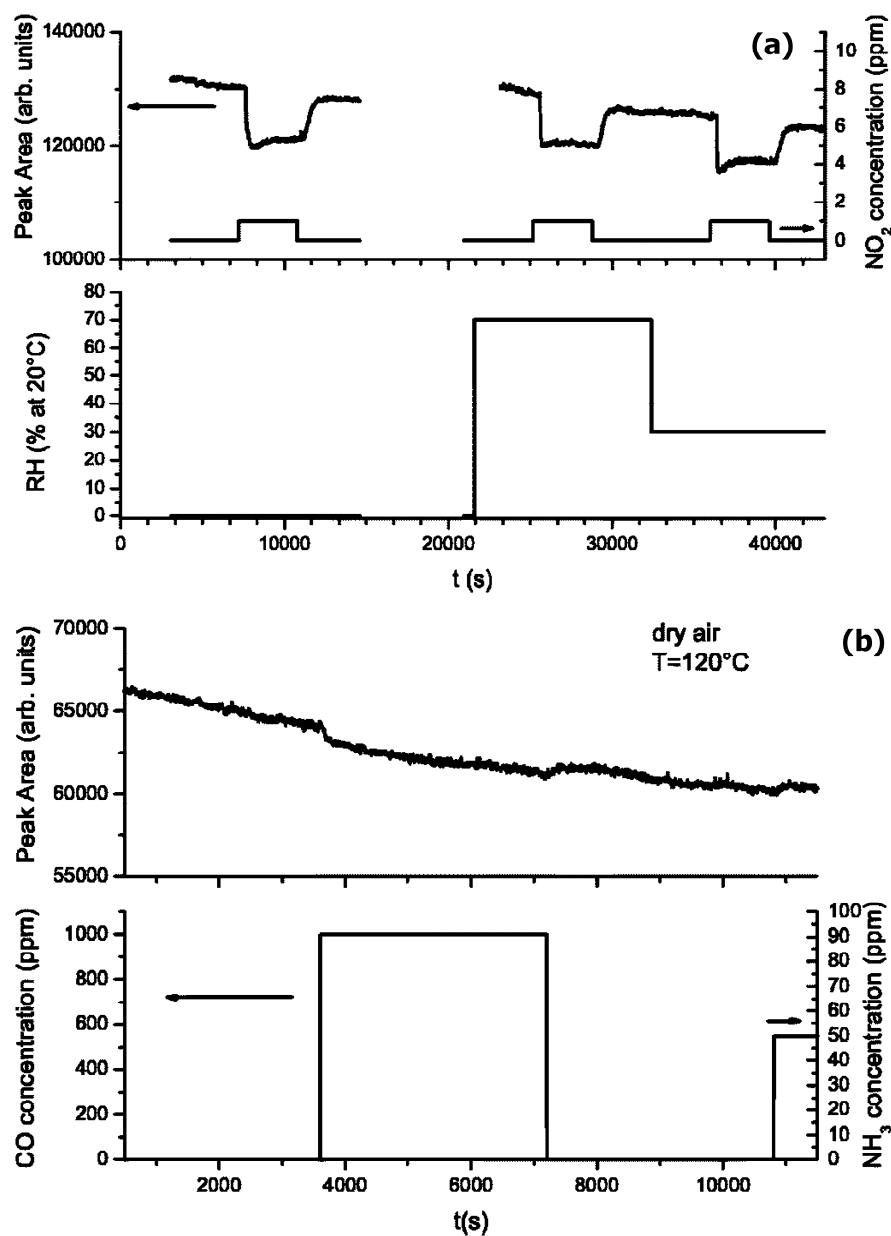 (a)
Peak Area (arb. units)
140000
130000
120000
110000
100000
NO2 concentration (ppm)
10
8
6
4
2
0
RH (% at 20°C)
80
70
60
50
40
30
20
10
0
0 10000 20000 30000 40000
t (s)
(b)
dry air
T=120°C
Peak Area (arb. units)
70000
65000
60000
55000
CO concentration (ppm)
1000
800
600
400
200
0
NH3 concentration (ppm)
100
90
80
70
60
50
40
30
20
10
0
2000 4000 6000 8000 10000
t(s)